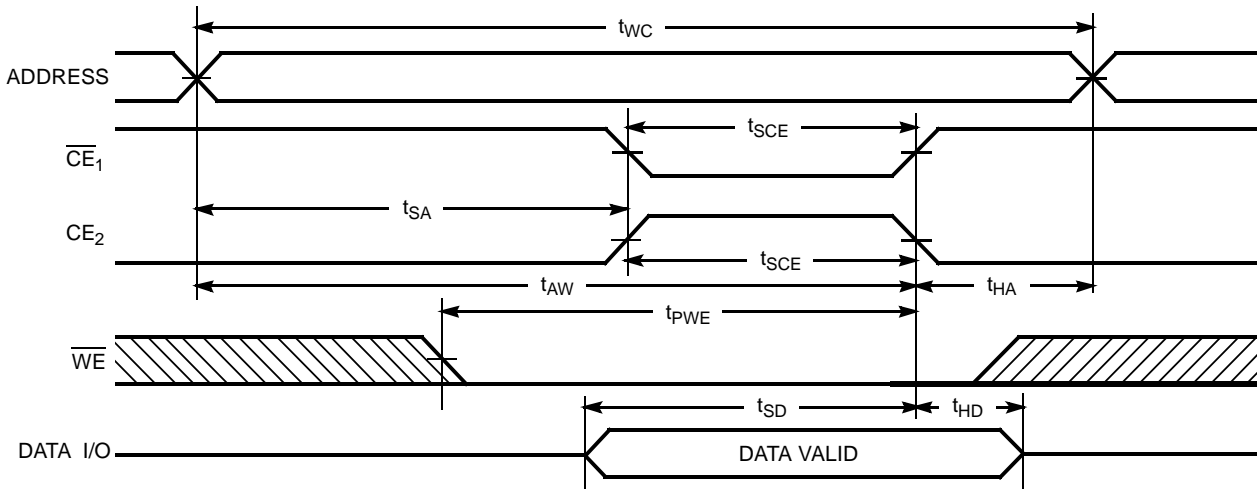 tWC
ADDRESS
tSCE
CE1
tSA
CE2
tSCE
tAW
tHA
tPWE
WE
tSD
tHD
DATA I/O
DATA VALID